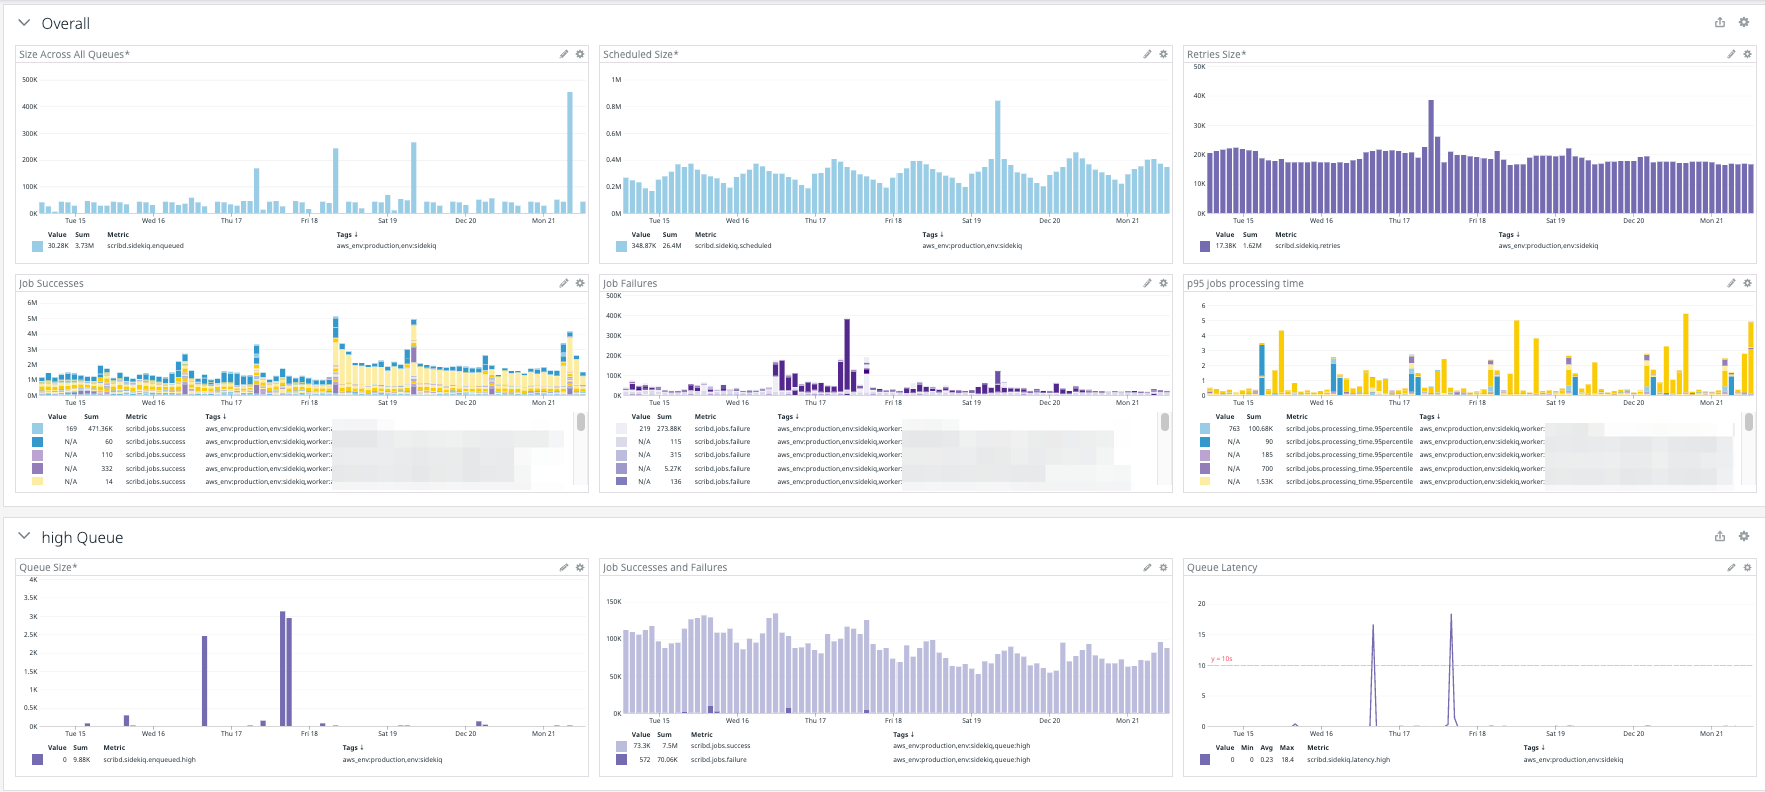 Overall
Size Across All Queues*
500K
400K
300K
200K
100K
0K
Tue 15 Wed 16 Thu 17 Fri 18 Sat 19 Dec 20 Mon 21
Value Sum Metric Tags ↓
30.28K 3.73M scribd.sidekiq.enqueued aws_env:production,env:sidekiq
Scheduled Size*
1M
0.8M
0.6M
0.4M
0.2M
0M
Tue 15 Wed 16 Thu 17 Fri 18 Sat 19 Dec 20 Mon 21
Value Sum Metric Tags ↓
348.87K 26.4M scribd.sidekiq.scheduled aws_env:production,env:sidekiq
Retries Size*
50K
40K
30K
20K
10K
0K
Tue 15 Wed 16 Thu 17 Fri 18 Sat 19 Dec 20 Mon 21
Value Sum Metric Tags ↓
17.38K 1.62M scribd.sidekiq.retries aws_env:production,env:sidekiq
Job Successes
6M
5M
4M
3M
2M
1M
0M
Tue 15 Wed 16 Thu 17 Fri 18 Sat 19 Dec 20 Mon 21
Value Sum Metric Tags ↓
169 471.36K scribd.jobs.success aws_env:production,env:sidekiq,worker:
N/A 60 scribd.jobs.success aws_env:production,env:sidekiq,worker:
N/A 110 scribd.jobs.success aws_env:production,env:sidekiq,worker:
N/A 332 scribd.jobs.success aws_env:production,env:sidekiq,worker:
N/A 14 scribd.jobs.success aws_env:production,env:sidekiq,worker:
Job Failures
500K
400K
300K
200K
100K
0K
Tue 15 Wed 16 Thu 17 Fri 18 Sat 19 Dec 20 Mon 21
Value Sum Metric Tags ↓
219 273.88K scribd.jobs.failure aws_env:production,env:sidekiq,worker:
N/A 115 scribd.jobs.failure aws_env:production,env:sidekiq,worker:
N/A 315 scribd.jobs.failure aws_env:production,env:sidekiq,worker:
N/A 5.27K scribd.jobs.failure aws_env:production,env:sidekiq,worker:
N/A 136 scribd.jobs.failure aws_env:production,env:sidekiq,worker:
p95 jobs processing time
6
5
4
3
2
1
0
Tue 15 Wed 16 Thu 17 Fri 18 Sat 19 Dec 20 Mon 21
Value Sum Metric Tags ↓
763 100.68K scribd.jobs.processing_time.95percentile aws_env:production,env:sidekiq,worker:
N/A 90 scribd.jobs.processing_time.95percentile aws_env:production,env:sidekiq,worker:
N/A 185 scribd.jobs.processing_time.95percentile aws_env:production,env:sidekiq,worker:
N/A 700 scribd.jobs.processing_time.95percentile aws_env:production,env:sidekiq,worker:
N/A 1.53K scribd.jobs.processing_time.95percentile aws_env:production,env:sidekiq,worker:
high Queue
Queue Size*
4K
3K
2.5K
2K
1.5K
1K
0.5K
0K
Tue 15 Wed 16 Thu 17 Fri 18 Sat 19 Dec 20 Mon 21
Value Sum Metric Tags ↓
0 9.88K scribd.sidekiq.enqueued.high aws_env:production,env:sidekiq
Job Successes and Failures
150K
100K
50K
0K
Tue 15 Wed 16 Thu 17 Fri 18 Sat 19 Dec 20 Mon 21
Value Sum Metric Tags ↓
73.3K 7.5M scribd.jobs.success aws_env:production,env:sidekiq,queue:high
572 70.06K scribd.jobs.failure aws_env:production,env:sidekiq,queue:high
Queue Latency
20
15
y = 10s
10
5
0
Tue 15 Wed 16 Thu 17 Fri 18 Sat 19 Dec 20 Mon 21
Value Min Avg Max Metric Tags ↓
0 0 0.23 18.4 scribd.sidekiq.latency.high aws_env:production,env:sidekiq